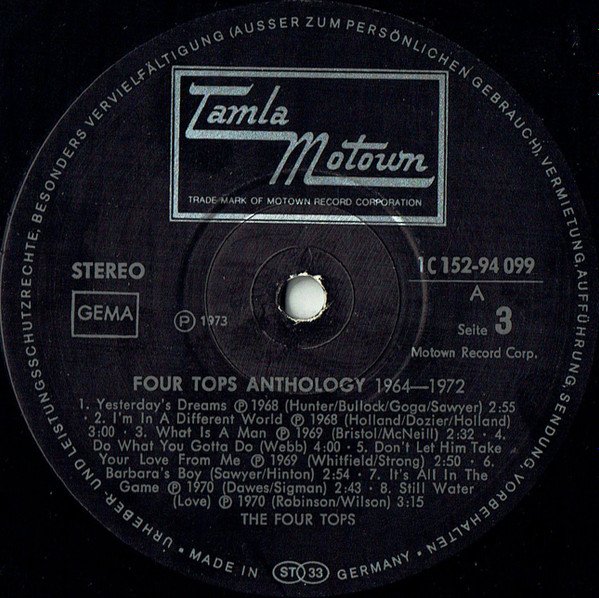 URHEBER- UND LEISTUNGSSCHUTZRECHTE, BESONDERS VERVIELFÄLTIGUNG (AUSSER ZUM PERSÖNLICHEN GEBRAUCH), VERMIETUNG, AUFFÜHRUNG, SENDUNG, VORBEHALTEN •
Tamla
Motown
TRADE MARK OF MOTOWN RECORD CORPORATION
STEREO
1 C 152-94 099
A
GEMA
Ⓟ 1973
Seite 3
Motown Record Corp.
FOUR TOPS ANTHOLOGY 1964—1972
1. Yesterday's Dreams Ⓟ 1968 (Hunter/Bullock/Goga/Sawyer) 2:55
· 2. I'm In A Different World Ⓟ 1968 (Holland/Dozier/Holland)
3:00 · 3. What Is A Man Ⓟ 1969 (Bristol/McNeill) 2:32 · 4.
Do What You Gotta Do (Webb) 4:00 · 5. Don't Let Him Take
Your Love From Me Ⓟ 1969 (Whitfield/Strong) 2:50 · 6.
Barbara's Boy (Sawyer/Hinton) 2:54 · 7. It's All In The
Game Ⓟ 1970 (Dawes/Sigman) 2:43 · 8. Still Water
(Love) Ⓟ 1970 (Robinson/Wilson) 3:15
THE FOUR TOPS
• MADE IN ST 33 GERMANY •